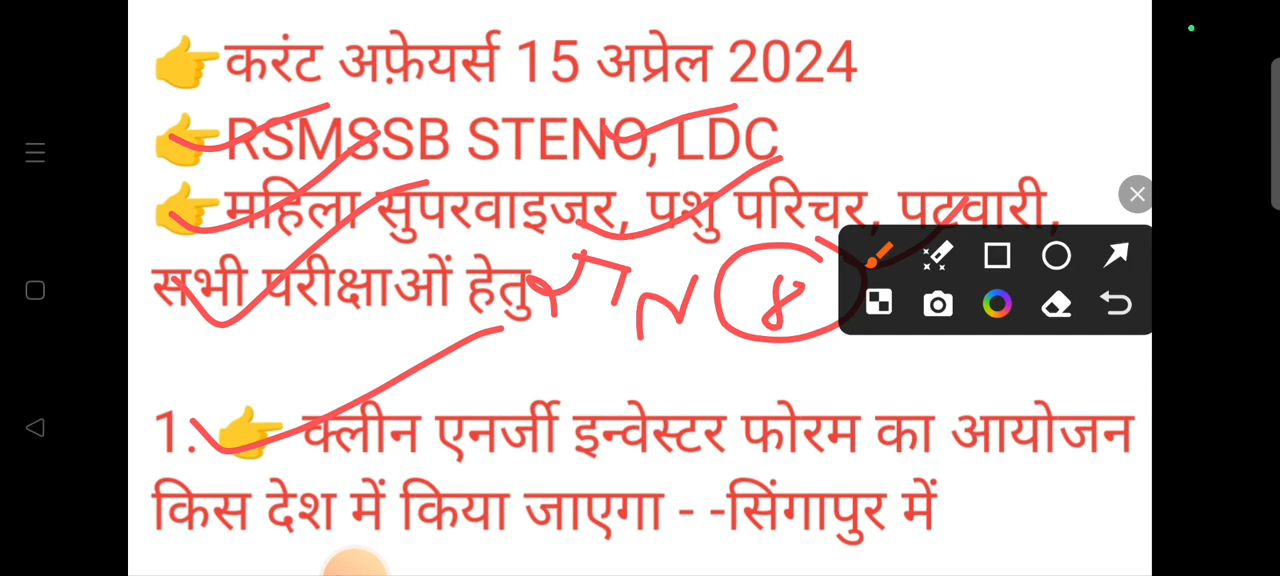 👉करंट अफ़ेयर्स 15 अप्रेल 2024
👉RSMSSB STENO, LDC
👉महिला सुपरवाइजर, पशु परिचर, पटवारी,
सभी परीक्षाओं हेतु
8
1. 👉 क्लीन एनर्जी इन्वेस्टर फोरम का आयोजन
किस देश में किया जाएगा - -सिंगापुर में